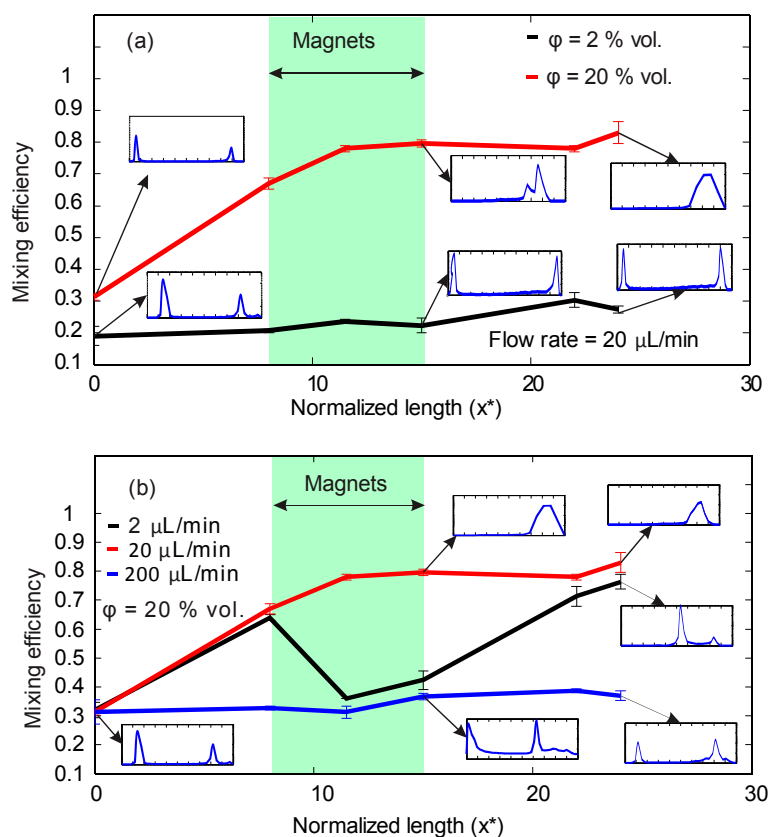 (a)
Magnets
φ = 2 % vol.
φ = 20 % vol.
1
0.9
0.8
0.7
0.6
0.5
0.4
0.3
0.2
0.1
Mixing efficiency
Flow rate = 20 µL/min
0
10
20
30
Normalized length (x*)
(b)
Magnets
2 µL/min
20 µL/min
200 µL/min
φ = 20 % vol.
1
0.9
0.8
0.7
0.6
0.5
0.4
0.3
0.2
0.1
Mixing efficiency
0
10
20
30
Normalized length (x*)